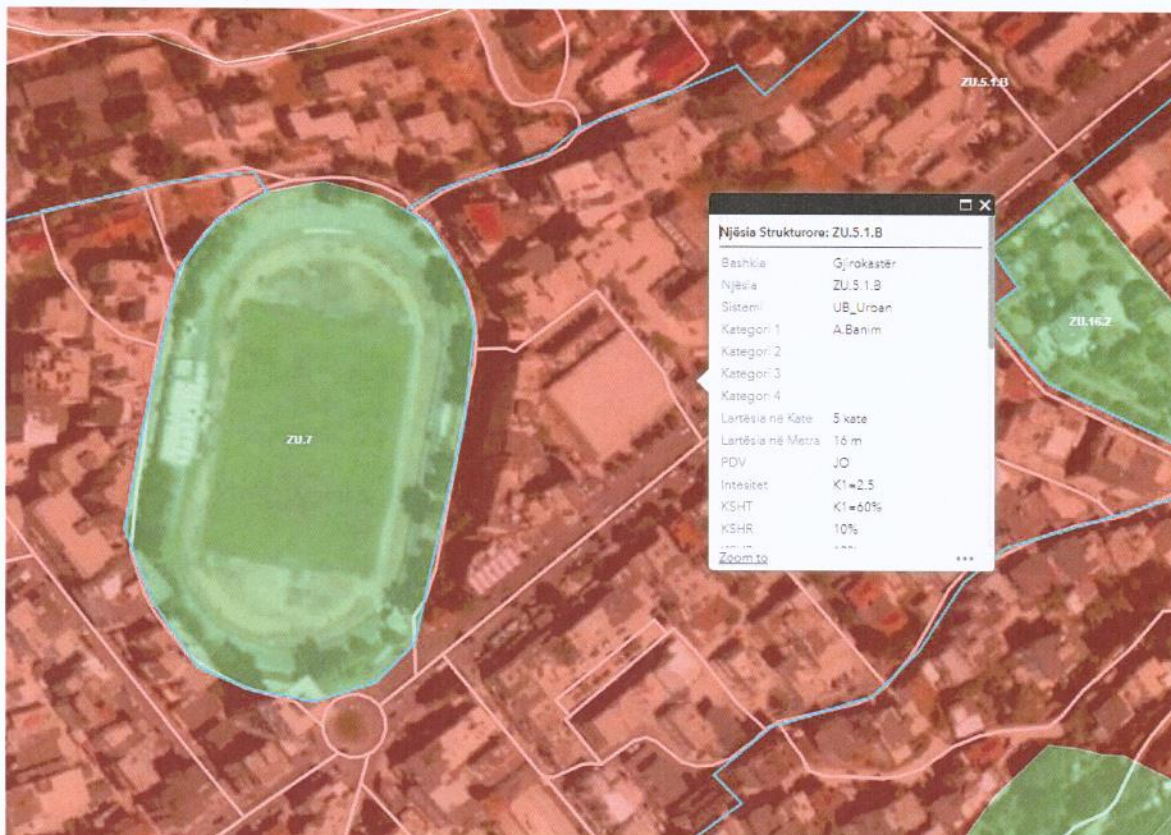 ZU.5.1.B
Njësia Strukturore: ZU.5.1.B
Bashkia Gjirokastër
Njësia ZU.5.1.B
Sistemi UB_Urban
Kategori 1 A.Banim
Kategori 2
Kategori 3
Kategori 4
Lartësia në Kate 5 kate
Lartësia në Metra 16 m
PDV JO
Intesitet K1=2.5
KSHT K1=60%
KSHR 10%
Zoom to
ZU.16.2
ZU.7